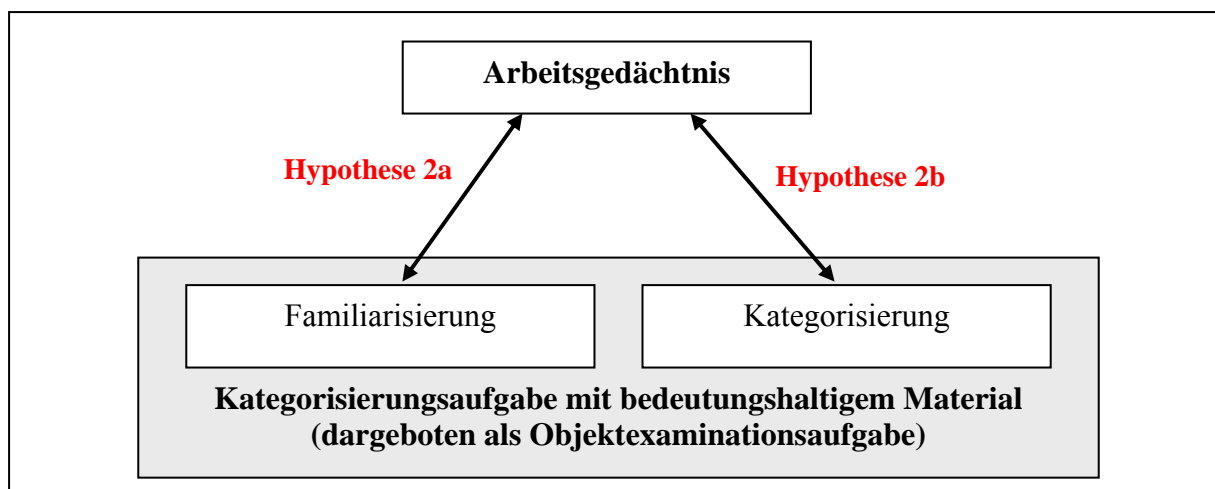 Arbeitsgedächtnis
Hypothese 2a
Hypothese 2b
Familiarisierung
Kategorisierung
Kategorisierungsaufgabe mit bedeutungshaltigem Material
(dargeboten als Objektexaminationsaufgabe)